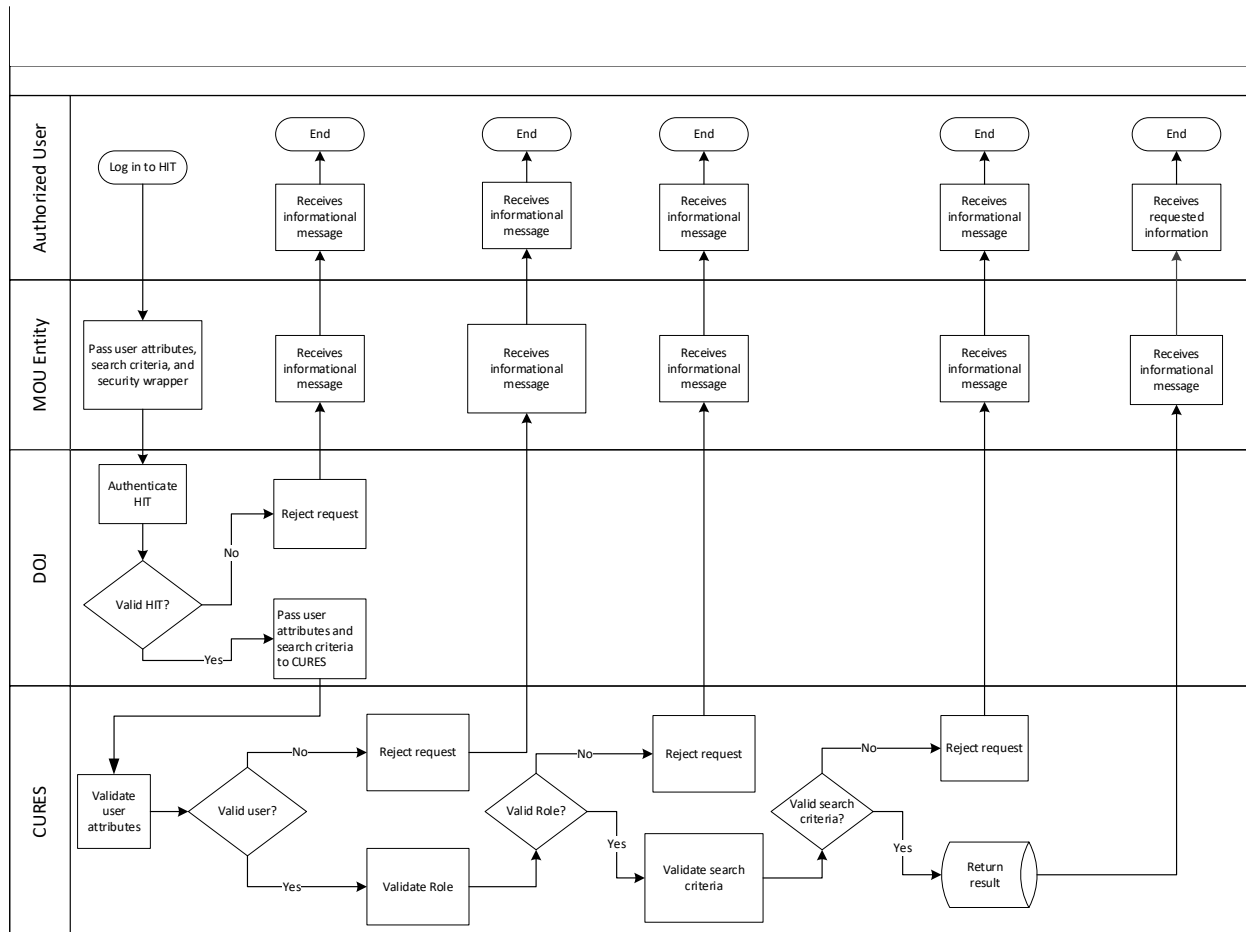 Authorized User
Log in to HIT
End
End
End
End
End
Receives
informational
message
Receives
informational
message
Receives
informational
message
Receives
informational
message
Receives
requested
information
MOU Entity
Pass user attributes,
search criteria, and
security wrapper
Receives
informational
message
Receives
informational
message
Receives
informational
message
Receives
informational
message
Receives
informational
message
DOJ
Authenticate
HIT
Valid HIT?
No
Reject request
Yes
Pass user
attributes and
search criteria
to CURES
CURES
Validate
user
attributes
Valid user?
No
Reject request
Yes
Validate Role
Valid Role?
No
Reject request
Yes
Validate search
criteria
Valid search
criteria?
No
Reject request
Yes
Return
result